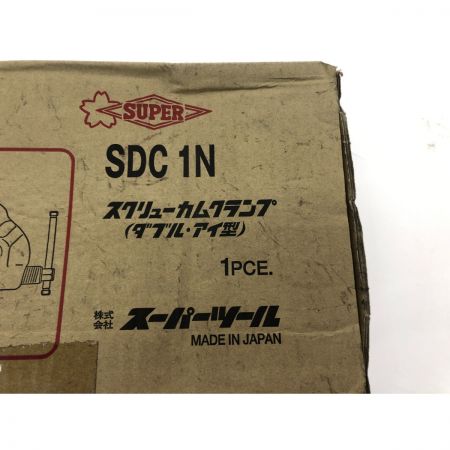 SUPER
SDC 1N
スクリューカムクランプ
(ダブル・アイ型)
1PCE.
株式会社 スーパーツール
MADE IN JAPAN